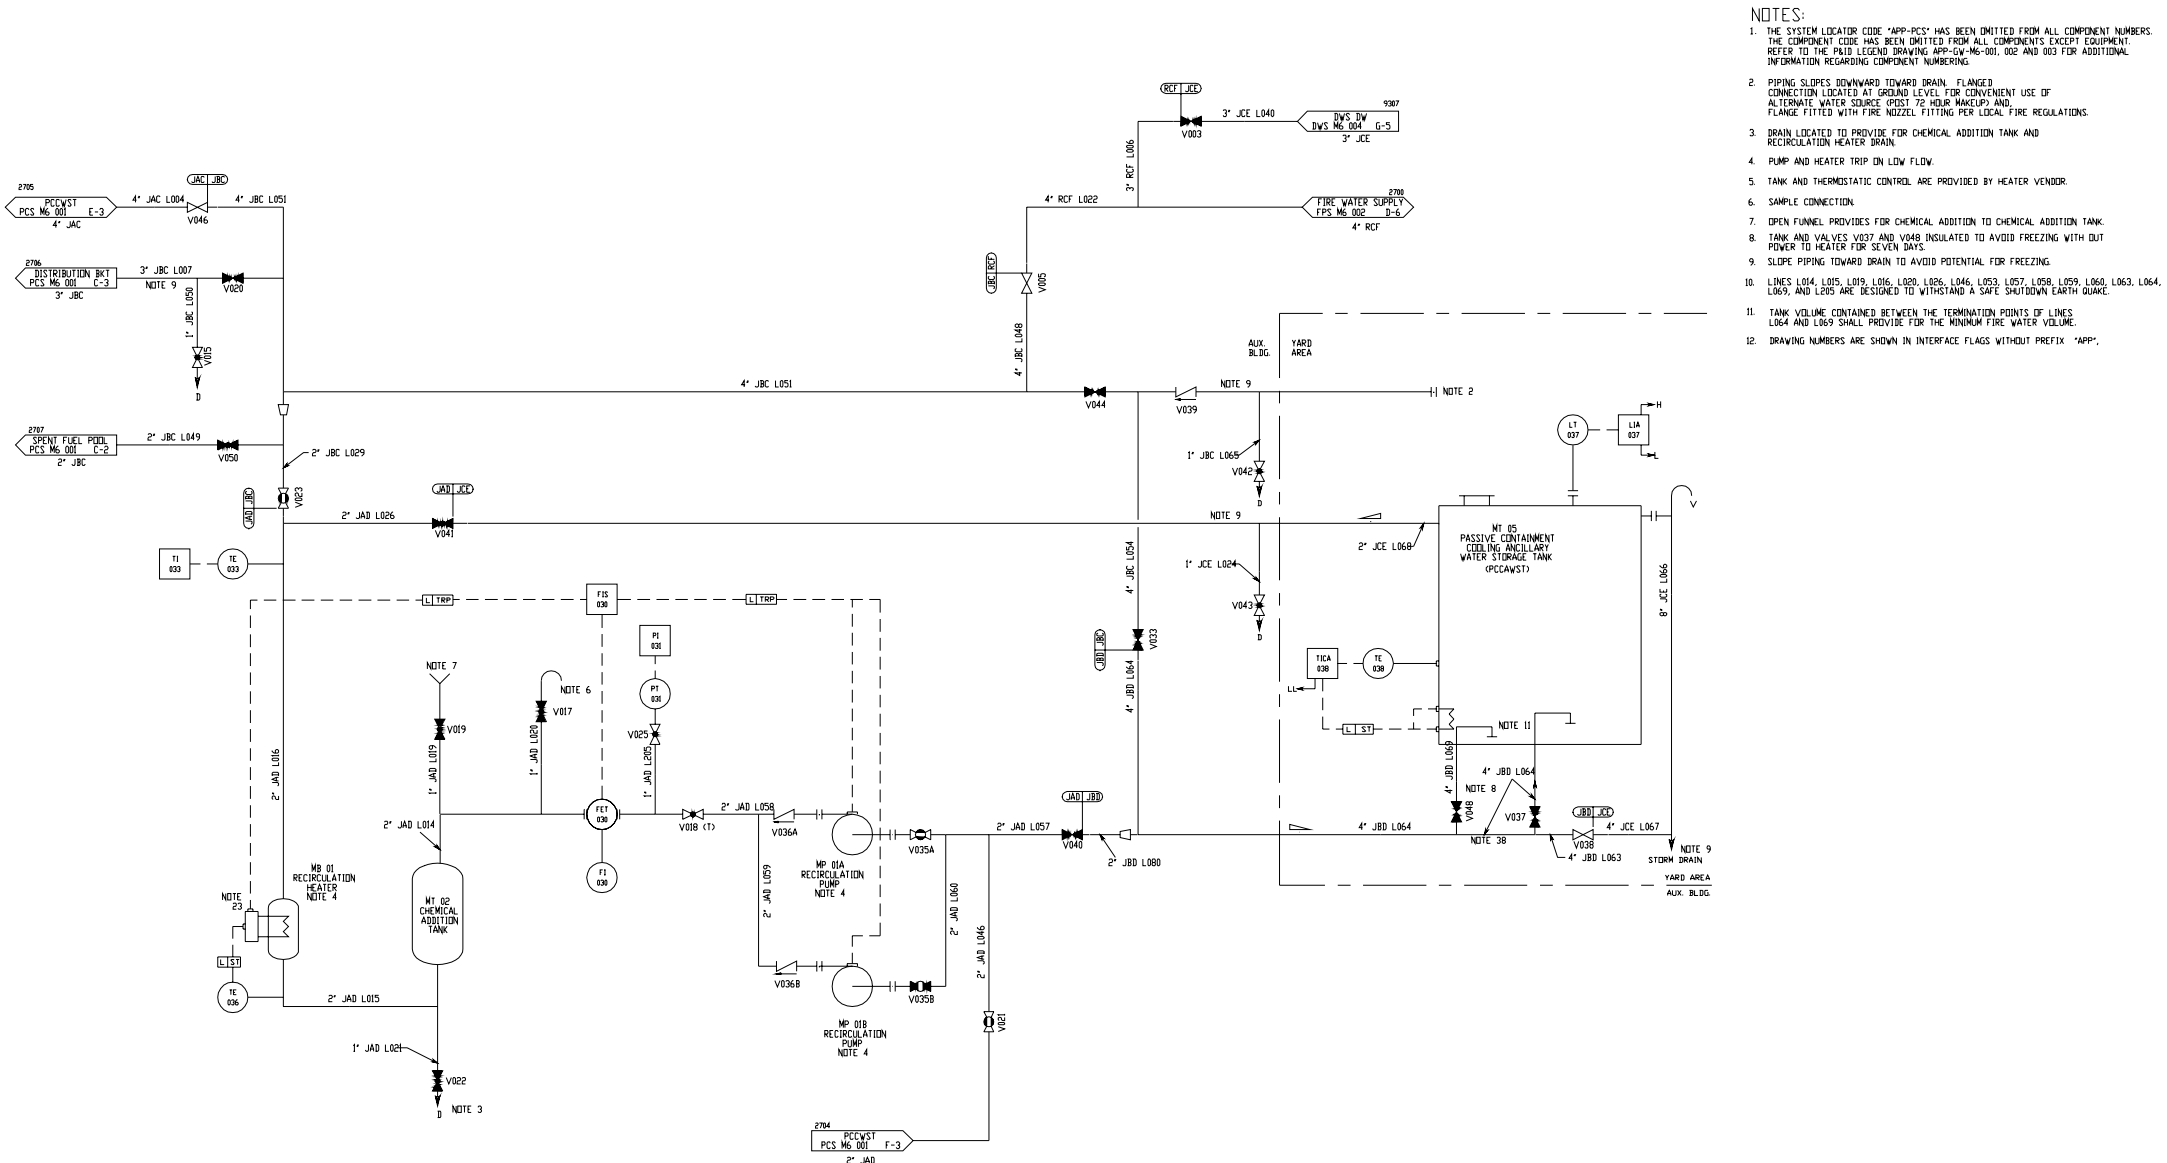 NOTES:
1. THE SYSTEM LOCATOR CODE "APP-PCS" HAS BEEN OMITTED FROM ALL COMPONENT NUMBERS.
THE COMPONENT CODE HAS BEEN OMITTED FROM ALL COMPONENTS EXCEPT EQUIPMENT.
REFER TO THE P&ID LEGEND DRAWING APP-GW-M6-001, 002 AND 003 FOR ADDITIONAL
INFORMATION REGARDING COMPONENT NUMBERING.
2. PIPING SLOPES DOWNWARD TOWARD DRAIN. FLANGED
CONNECTION LOCATED AT GROUND LEVEL FOR CONVENIENT USE OF
ALTERNATE WATER SOURCE (POST 72 HOUR MAKEUP) AND,
FLANGE FITTED WITH FIRE NOZZEL FITTING PER LOCAL FIRE REGULATIONS.
3. DRAIN LOCATED TO PROVIDE FOR CHEMICAL ADDITION TANK AND
RECIRCULATION HEATER DRAIN.
4. PUMP AND HEATER TRIP ON LOW FLOW.
5. TANK AND THERMOSTATIC CONTROL ARE PROVIDED BY HEATER VENDOR.
6. SAMPLE CONNECTION.
7. OPEN FUNNEL PROVIDES FOR CHEMICAL ADDITION TO CHEMICAL ADDITION TANK.
8. TANK AND VALVES V037 AND V048 INSULATED TO AVOID FREEZING WITH OUT
POWER TO HEATER FOR SEVEN DAYS.
9. SLOPE PIPING TOWARD DRAIN TO AVOID POTENTIAL FOR FREEZING.
10. LINES L014, L015, L019, L016, L020, L026, L046, L053, L057, L058, L059, L060, L063, L064,
L069, AND L205 ARE DESIGNED TO WITHSTAND A SAFE SHUTDOWN EARTH QUAKE.
11. TANK VOLUME CONTAINED BETWEEN THE TERMINATION POINTS OF LINES
L064 AND L069 SHALL PROVIDE FOR THE MINIMUM FIRE WATER VOLUME.
12. DRAWING NUMBERS ARE SHOWN IN INTERFACE FLAGS WITHOUT PREFIX "APP",
RCF JCE
V003
3" JCE L040
9307
DWS DW
DWS M6 004 G-5
3" JCE
3" RCF L006
4" RCF L022
2700
FIRE WATER SUPPLY
FPS M6 002 D-6
4" RCF
JBC RCF
V005
4" JBC L048
2705
PCCWST
PCS M6 001 E-3
4" JAC
4" JAC L004
JAC JBC
V046
4" JBC L051
2706
DISTRIBUTION BKT
PCS M6 001 C-3
3" JBC
3" JBC L007
NOTE 9
V020
1" JBC L050
V015
D
4" JBC L051
V044
V039
NOTE 9
NOTE 2
AUX. BLDG.
YARD AREA
1" JBC L065
V042
D
2707
SPENT FUEL POOL
PCS M6 001 C-2
2" JBC
2" JBC L049
V050
2" JBC L029
JAD JBC
V023
2" JAD L026
JAD JCE
V041
NOTE 9
2" JCE L068
1" JCE L024
V043
D
LT
037
LIA
037
H
L
V
MT 05
PASSIVE CONTAINMENT
COOLING ANCILLARY
WATER STORAGE TANK
(PCCAWST)
8" JCE L066
TI
033
TE
033
L TRP
FIS
030
L TRP
PI
031
PT
031
V025
1" JAD L205
NOTE 7
V019
1" JAD L019
NOTE 6
V017
1" JAD L020
2" JAD L016
2" JAD L014
FET
030
FI
030
V018 (T)
2" JAD L058
V036A
MP 01A
RECIRCULATION
PUMP
NOTE 4
V035A
2" JAD L059
V036B
MP 01B
RECIRCULATION
PUMP
NOTE 4
V035B
2" JAD L060
2" JAD L057
JAD JBD
V040
2" JBD L080
2" JAD L046
V021
2704
PCCWST
PCS M6 001 F-3
2" JAD
4" JBC L054
JBD JBC
V033
4" JBD L064
TICA
038
TE
038
LL
L ST
NOTE 11
4" JBD L069
4" JBD L064
NOTE 8
V048
V037
JBD JCE
4" JBD L064
NOTE 38
V038
4" JBD L063
4" JCE L067
NOTE 9
STORM DRAIN
YARD AREA
AUX. BLDG.
MB 01
RECIRCULATION
HEATER
NOTE 4
NOTE
23
L ST
TE
036
MT 02
CHEMICAL
ADDITION
TANK
2" JAD L015
1" JAD L021
V022
D
NOTE 3